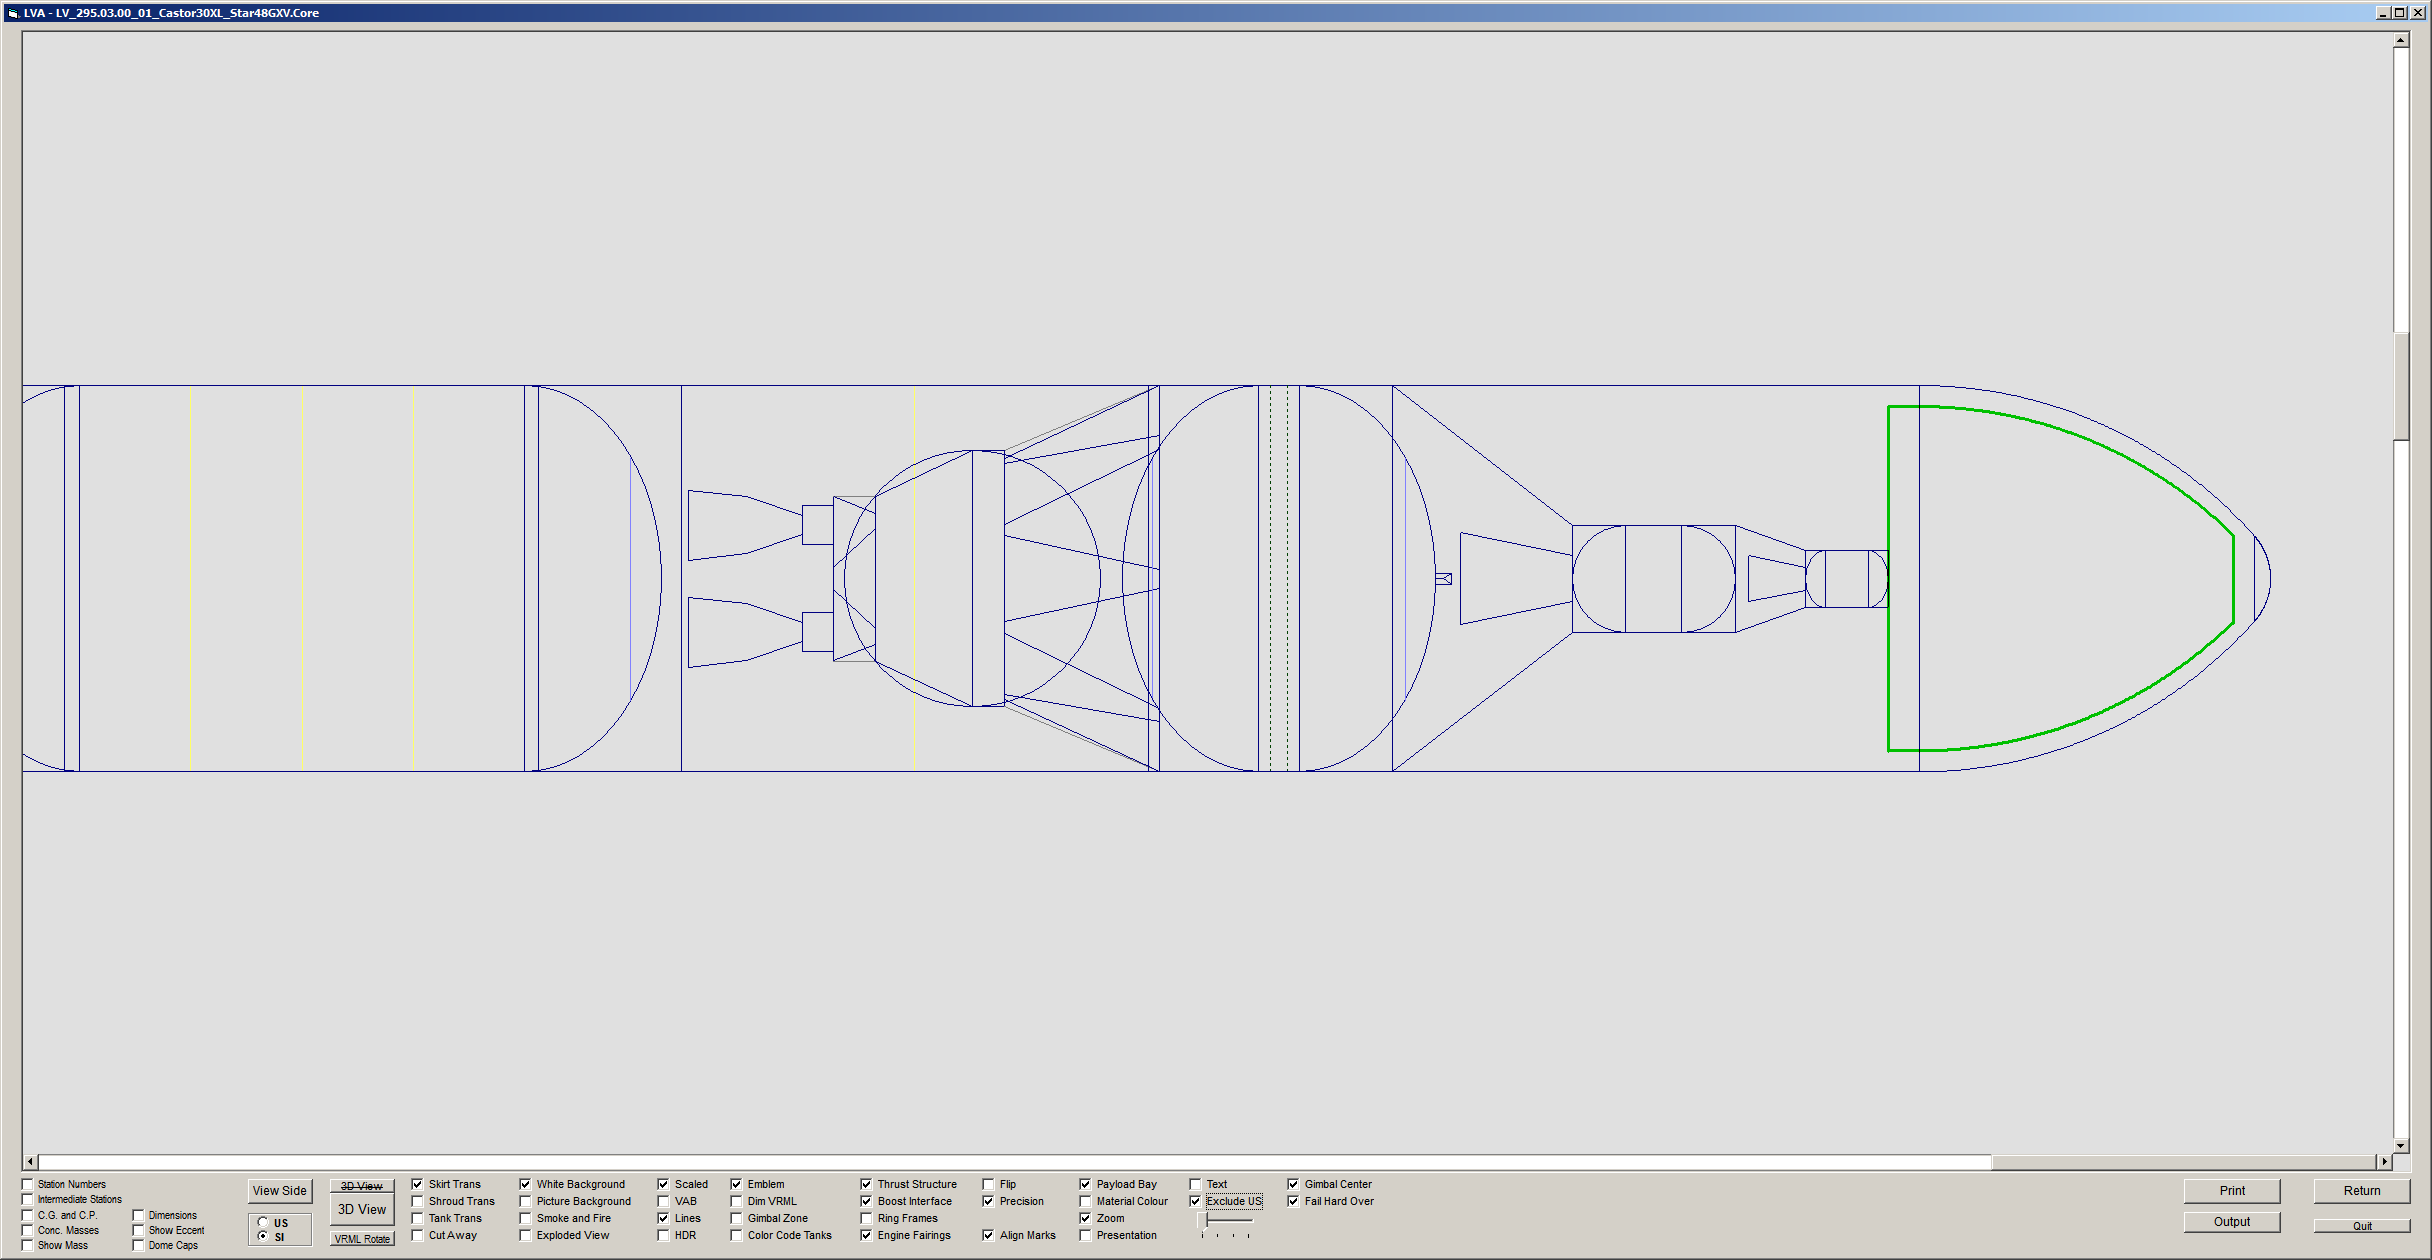 LVA - LV_295.03.00_01_Castor30XL_Star48GXV.Core
Station Numbers
Intermediate Stations
C.G. and C.P.
Conc. Masses
Show Mass
Dimensions
Show Eccent
Dome Caps
View Side
US
SI
3D View
3D View
VRML Rotate
Skirt Trans
Shroud Trans
Tank Trans
Cut Away
White Background
Picture Background
Smoke and Fire
Exploded View
Scaled
VAB
Lines
HDR
Emblem
Dim VRML
Gimbal Zone
Color Code Tanks
Thrust Structure
Boost Interface
Ring Frames
Engine Fairings
Flip
Precision
Align Marks
Payload Bay
Material Colour
Zoom
Presentation
Text
Exclude US
Gimbal Center
Fail Hard Over
Print
Output
Return
Quit